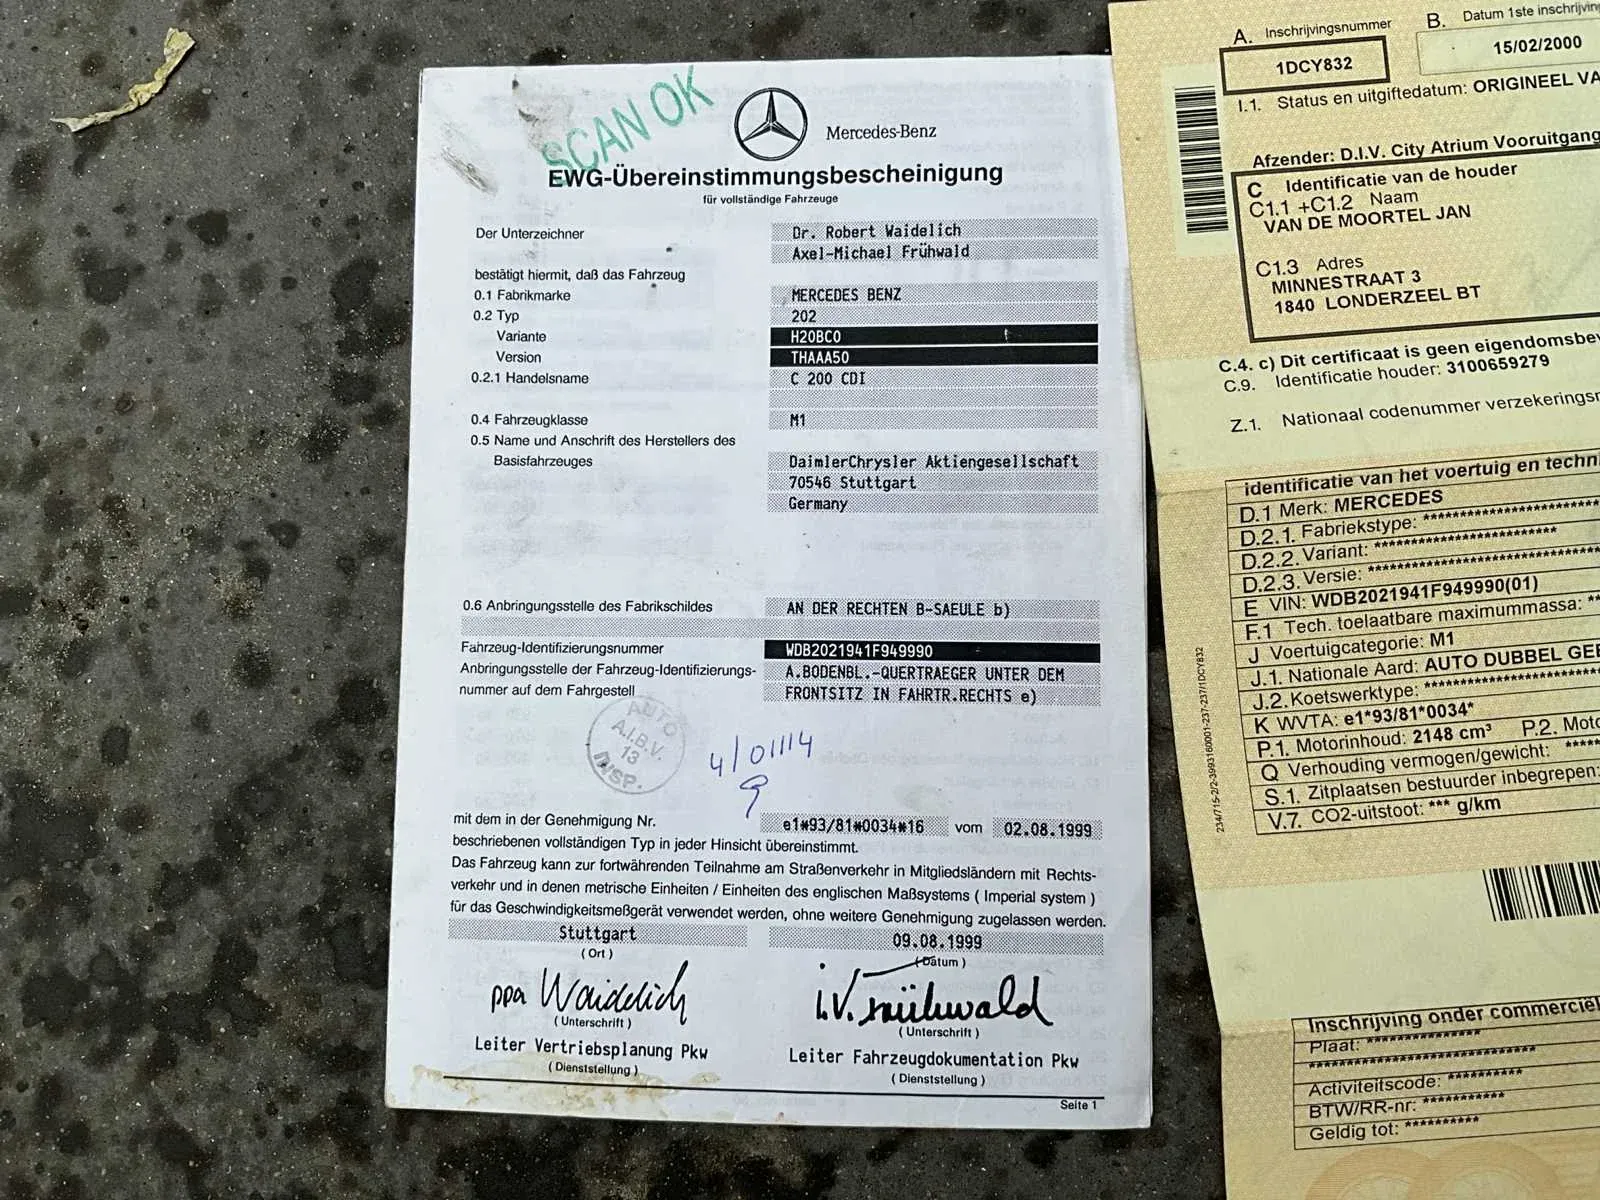 SCAN OK
Mercedes-Benz
EWG-Übereinstimmungsbescheinigung
für vollständige Fahrzeuge
Der Unterzeichner Dr. Robert Waidelich
Axel-Michael Frühwald
bestätigt hiermit, daß das Fahrzeug
0.1 Fabrikmarke MERCEDES BENZ
0.2 Typ 202
Variante H20BC0
Version THAAA50
0.2.1 Handelsname C 200 CDI
0.4 Fahrzeugklasse M1
0.5 Name und Anschrift des Herstellers des
Basisfahrzeuges DaimlerChrysler Aktiengesellschaft
70546 Stuttgart
Germany
0.6 Anbringungsstelle des Fabrikschildes AN DER RECHTEN B-SAEULE b)
Fahrzeug-Identifizierungsnummer WDB2021941F949990
Anbringungsstelle der Fahrzeug-Identifizierungs- A.BODENBL.-QUERTRAEGER UNTER DEM
nummer auf dem Fahrgestell FRONTSITZ IN FAHRTR.RECHTS e)
AUTO
A.I.B.V.
13
INSP.
4/01114
mit dem in der Genehmigung Nr. e1*93/81*0034*16 vom 02.08.1999
beschriebenen vollständigen Typ in jeder Hinsicht übereinstimmt.
Das Fahrzeug kann zur fortwährenden Teilnahme am Straßenverkehr in Mitgliedsländern mit Rechts-
verkehr und in denen metrische Einheiten / Einheiten des englischen Maßsystems ( Imperial system )
für das Geschwindigkeitsmeßgerät verwendet werden, ohne weitere Genehmigung zugelassen werden.
Stuttgart 09.08.1999
( Ort ) ( Datum )
ppa Waidelich i.V. Frühwald
( Unterschrift ) ( Unterschrift )
Leiter Vertriebsplanung Pkw Leiter Fahrzeugdokumentation Pkw
( Dienststellung ) ( Dienststellung )
Seite 1
A. Inschrijvingsnummer B. Datum 1ste
1DCY832 15/02/2000
I.1. Status en uitgiftedatum: ORIGINEEL
Afzender: D.I.V. City Atrium Vooruitgang
C Identificatie van de houder
C1.1 +C1.2 Naam
VAN DE MOORTEL JAN
C1.3 Adres
MINNESTRAAT 3
1840 LONDERZEEL BT
C.4. c) Dit certificaat is geen
C.9. Identificatie houder: 3100659279
Z.1. Nationaal codenummer
identificatie van het voertuig en
D.1 Merk: MERCEDES
D.2.1. Fabriekstype: ********************
D.2.2. Variant: ********************
D.2.3. Versie: ********************
E VIN: WDB2021941F949990(01)
F.1 Tech. toelaatbare maximummassa: **
J Voertuigcategorie: M1
J.1. Nationale Aard: AUTO DUBBEL
J.2. Koetswerktype: ********************
K WVTA: e1*93/81*0034*
P.1. Motorinhoud: 2148 cm³ P.2.
Q Verhouding vermogen/gewicht: *****
S.1. Zitplaatsen bestuurder inbegrepen:
V.7. CO2-uitstoot: *** g/km
234/715-2/2-3993160001-237-237/1DCY832
Inschrijving onder
Plaat: **************
******************************
Activiteitscode: **********
BTW/RR-nr: ***********
Geldig tot: **********